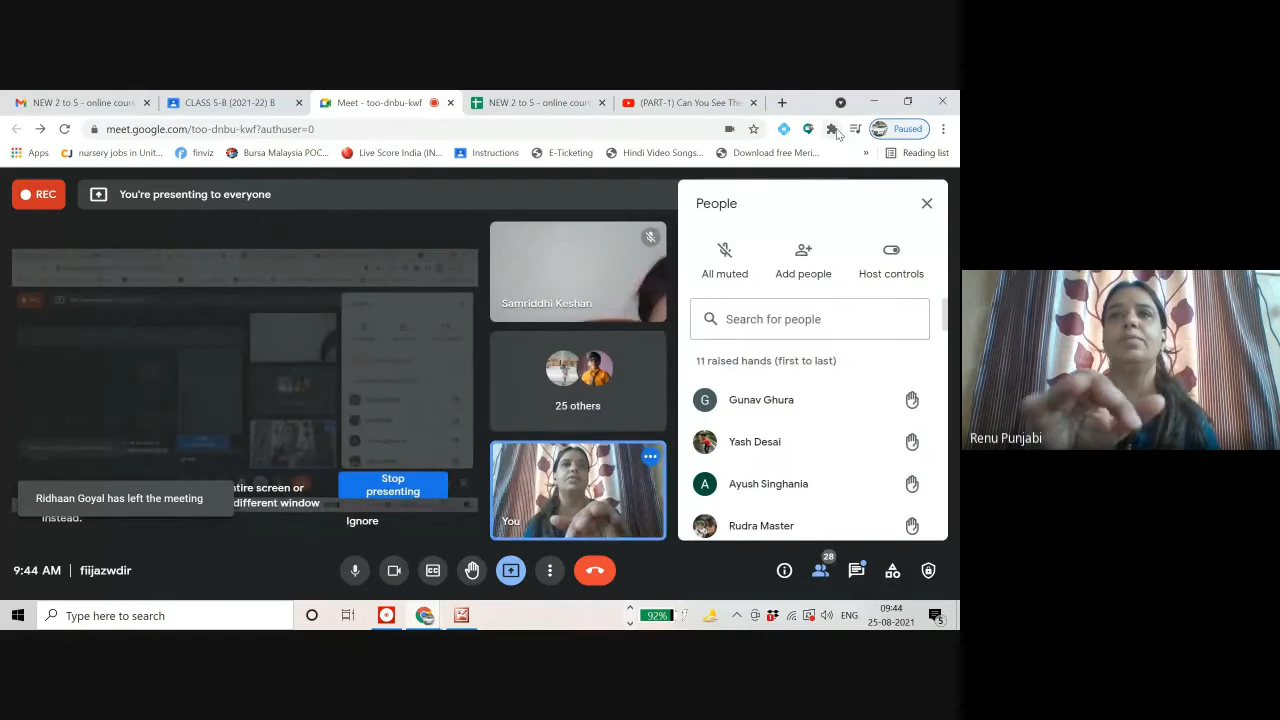 NEW 2 to 5 - online cour
CLASS 5-B (2021-22) B
Meet - too-dnbu-kwf
NEW 2 to 5 - online cour
(PART-1) Can You See The
meet.google.com/too-dnbu-kwf?authuser=0
Paused
Apps
nursery jobs in Unit...
finviz
Bursa Malaysia POC...
Live Score India (IN...
Instructions
E-Ticketing
Hindi Video Songs...
Download free Meri...
»
Reading list
REC
You're presenting to everyone
People
All muted
Add people
Host controls
Search for people
11 raised hands (first to last)
G Gunav Ghura
Yash Desai
A Ayush Singhania
Rudra Master
Samriddhi Keshan
25 others
You
Stop presenting
ntire screen or
different window
instead.
Ignore
Ridhaan Goyal has left the meeting
Renu Punjabi
9:44 AM | fiijazwdir
CC
28
Type here to search
92%
ENG
09:44
25-08-2021
5